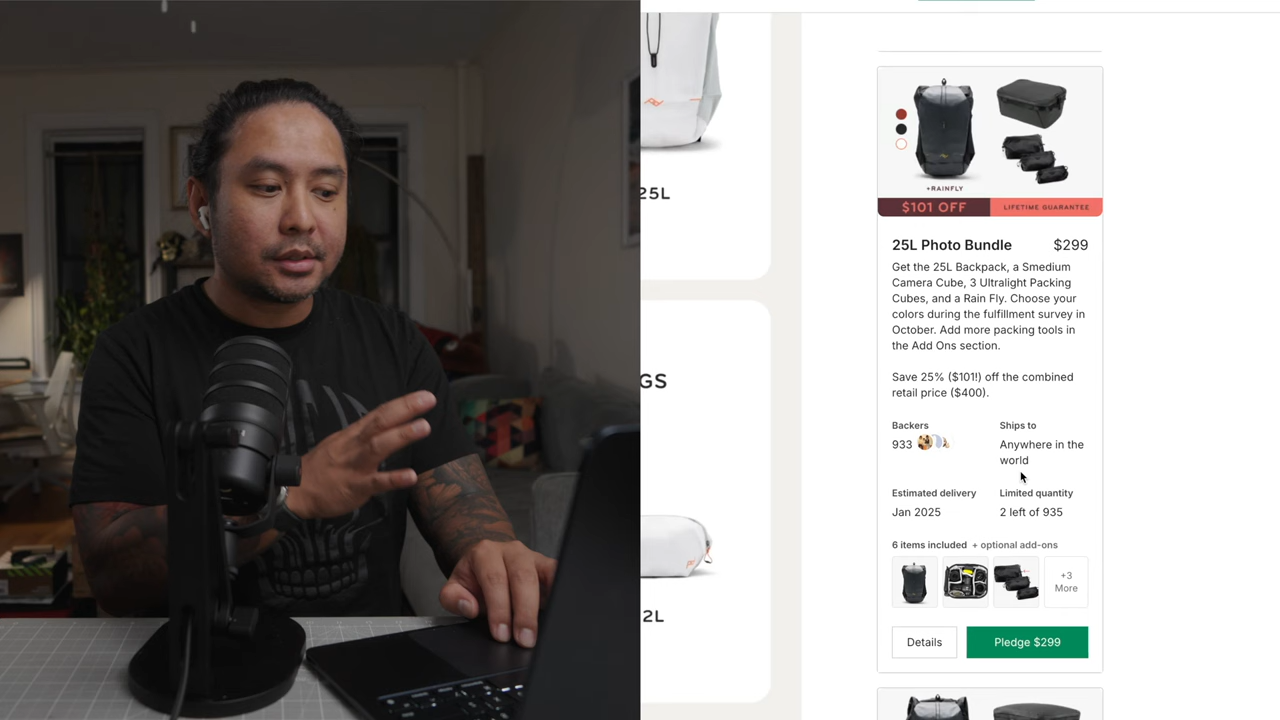 25L
GS
2L
+RAINFLY
$101 OFF
LIFETIME GUARANTEE
25L Photo Bundle
$299
Get the 25L Backpack, a Smedium
Camera Cube, 3 Ultralight Packing
Cubes, and a Rain Fly. Choose your
colors during the fulfillment survey in
October. Add more packing tools in
the Add Ons section.
Save 25% ($101!) off the combined
retail price ($400).
Backers
933
Ships to
Anywhere in the
world
Estimated delivery
Jan 2025
Limited quantity
2 left of 935
6 items included + optional add-ons
+3
More
Details
Pledge $299